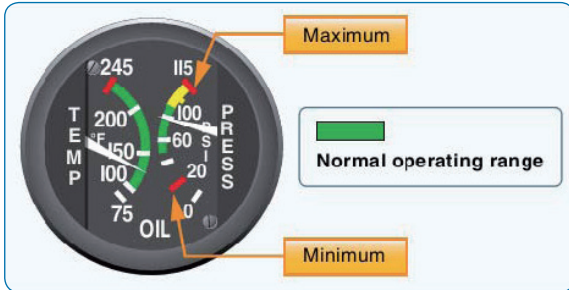 Maximum
245
115
200
100
TEMP
°F
PSI
PRESS
150
60
100
20
75
0
OIL
Normal operating range
Minimum